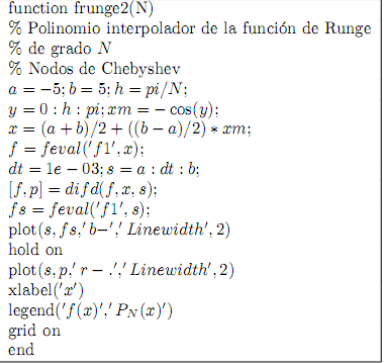 function frunge2(N)
% Polinomio interpolador de la función de Runge
% de grado N
% Nodos de Chebyshev
a = −5; b = 5; h = pi/N;
y = 0 : h : pi; xm = − cos(y);
x = (a + b)/2 + ((b − a)/2) ∗ xm;
f = feval('f1', x);
dt = 1e − 03; s = a : dt : b;
[f, p] = difd(f, x, s);
fs = feval('f1', s);
plot(s, fs,' b−',' Linewidth', 2)
hold on
plot(s, p,' r − .',' Linewidth', 2)
xlabel('x')
legend('f(x)',' P_N(x)')
grid on
end